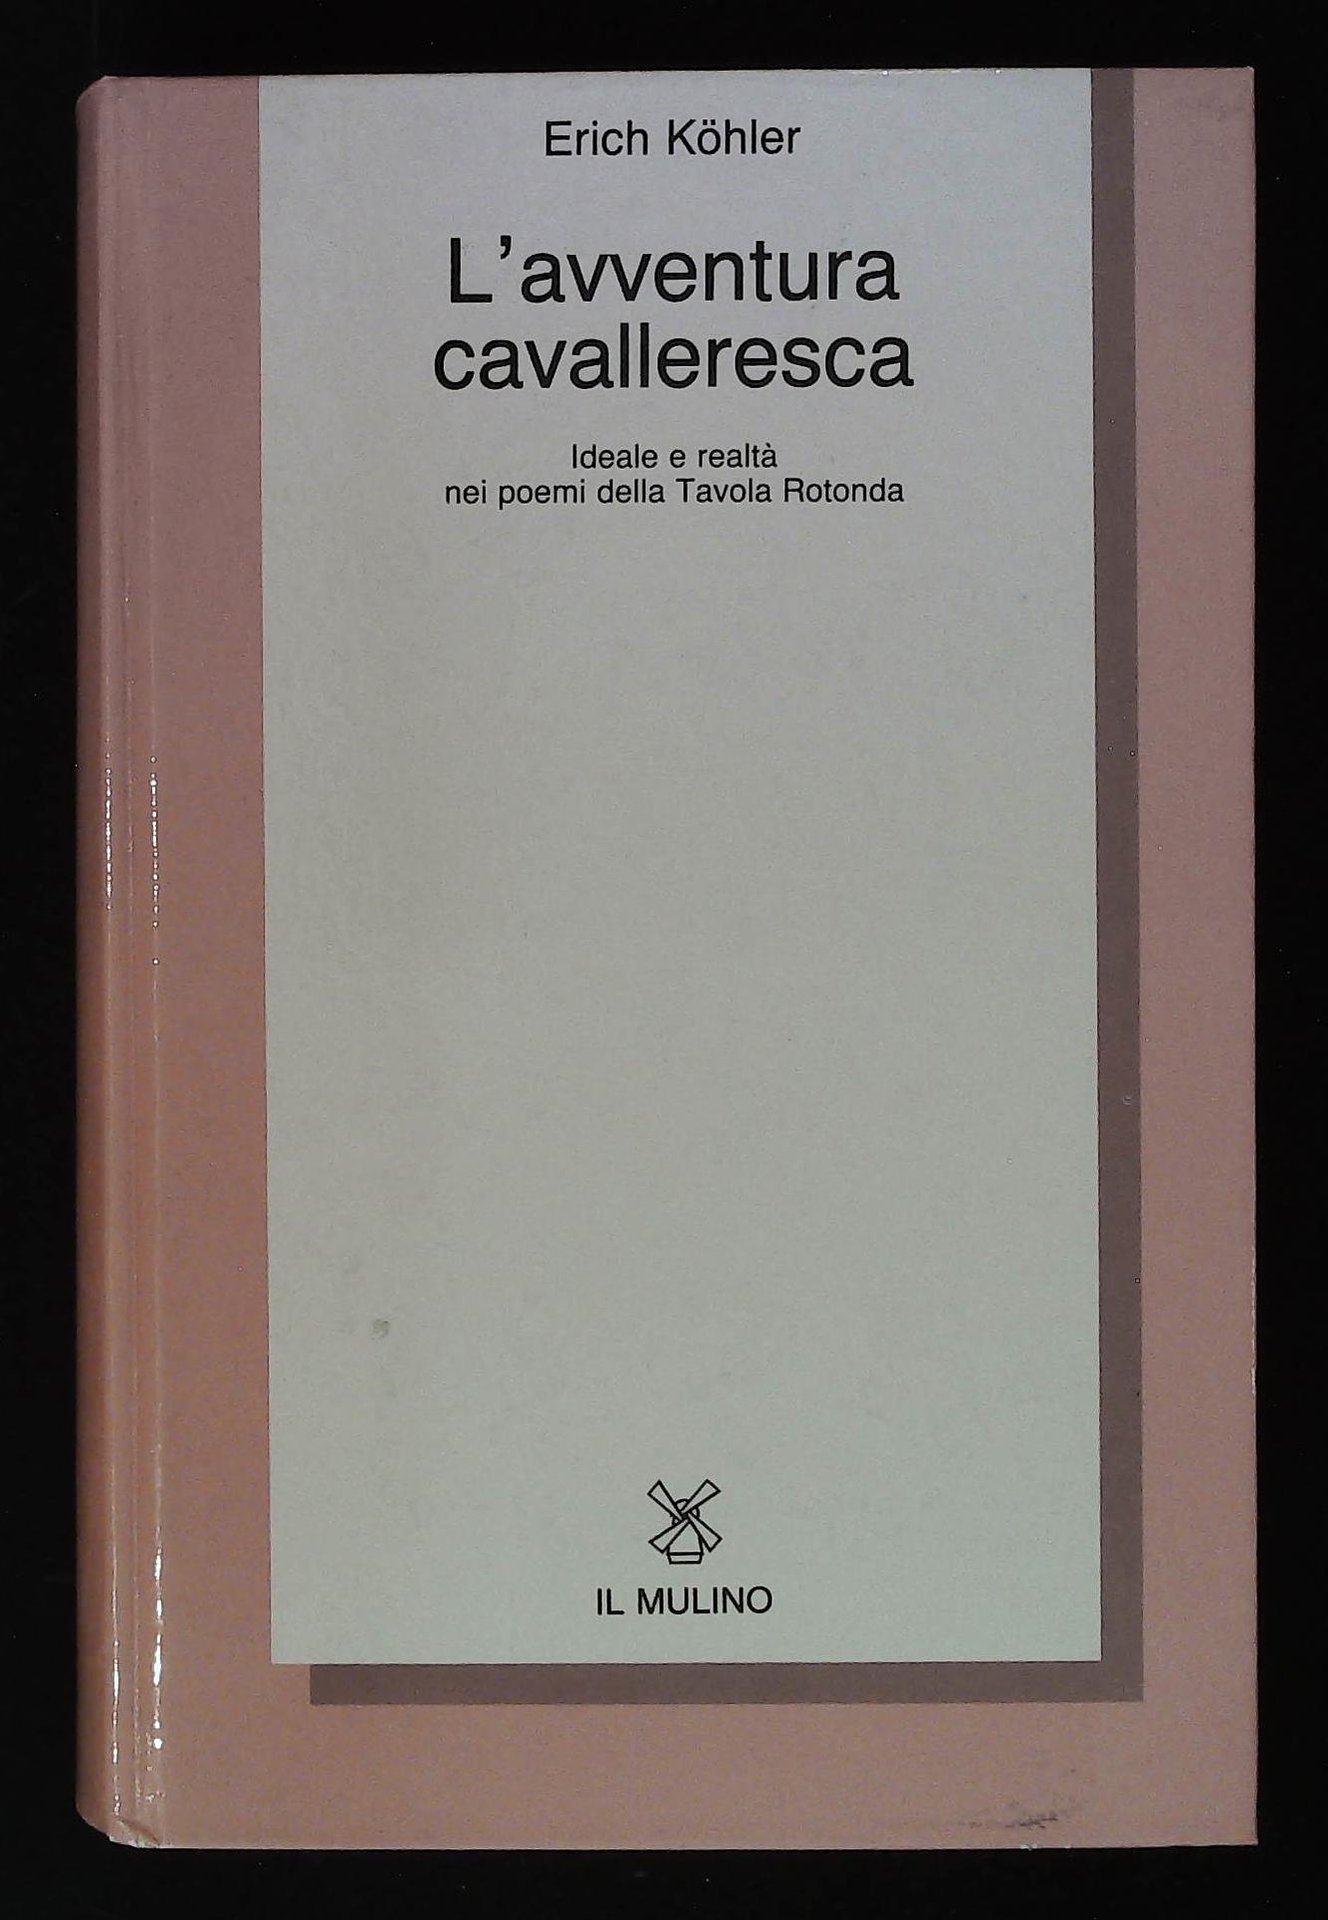 Erich Köhler
L'avventura
cavalleresca
Ideale e realtà
nei poemi della Tavola Rotonda
IL MULINO